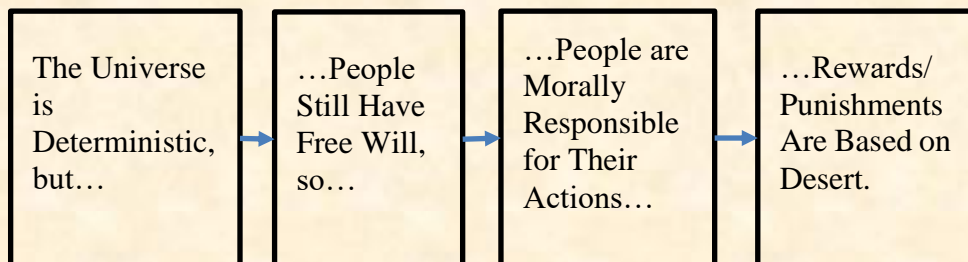 The Universe
is
Deterministic,
but…
…People
Still Have
Free Will,
so…
…People are
Morally
Responsible
for Their
Actions…
…Rewards/
Punishments
Are Based on
Desert.